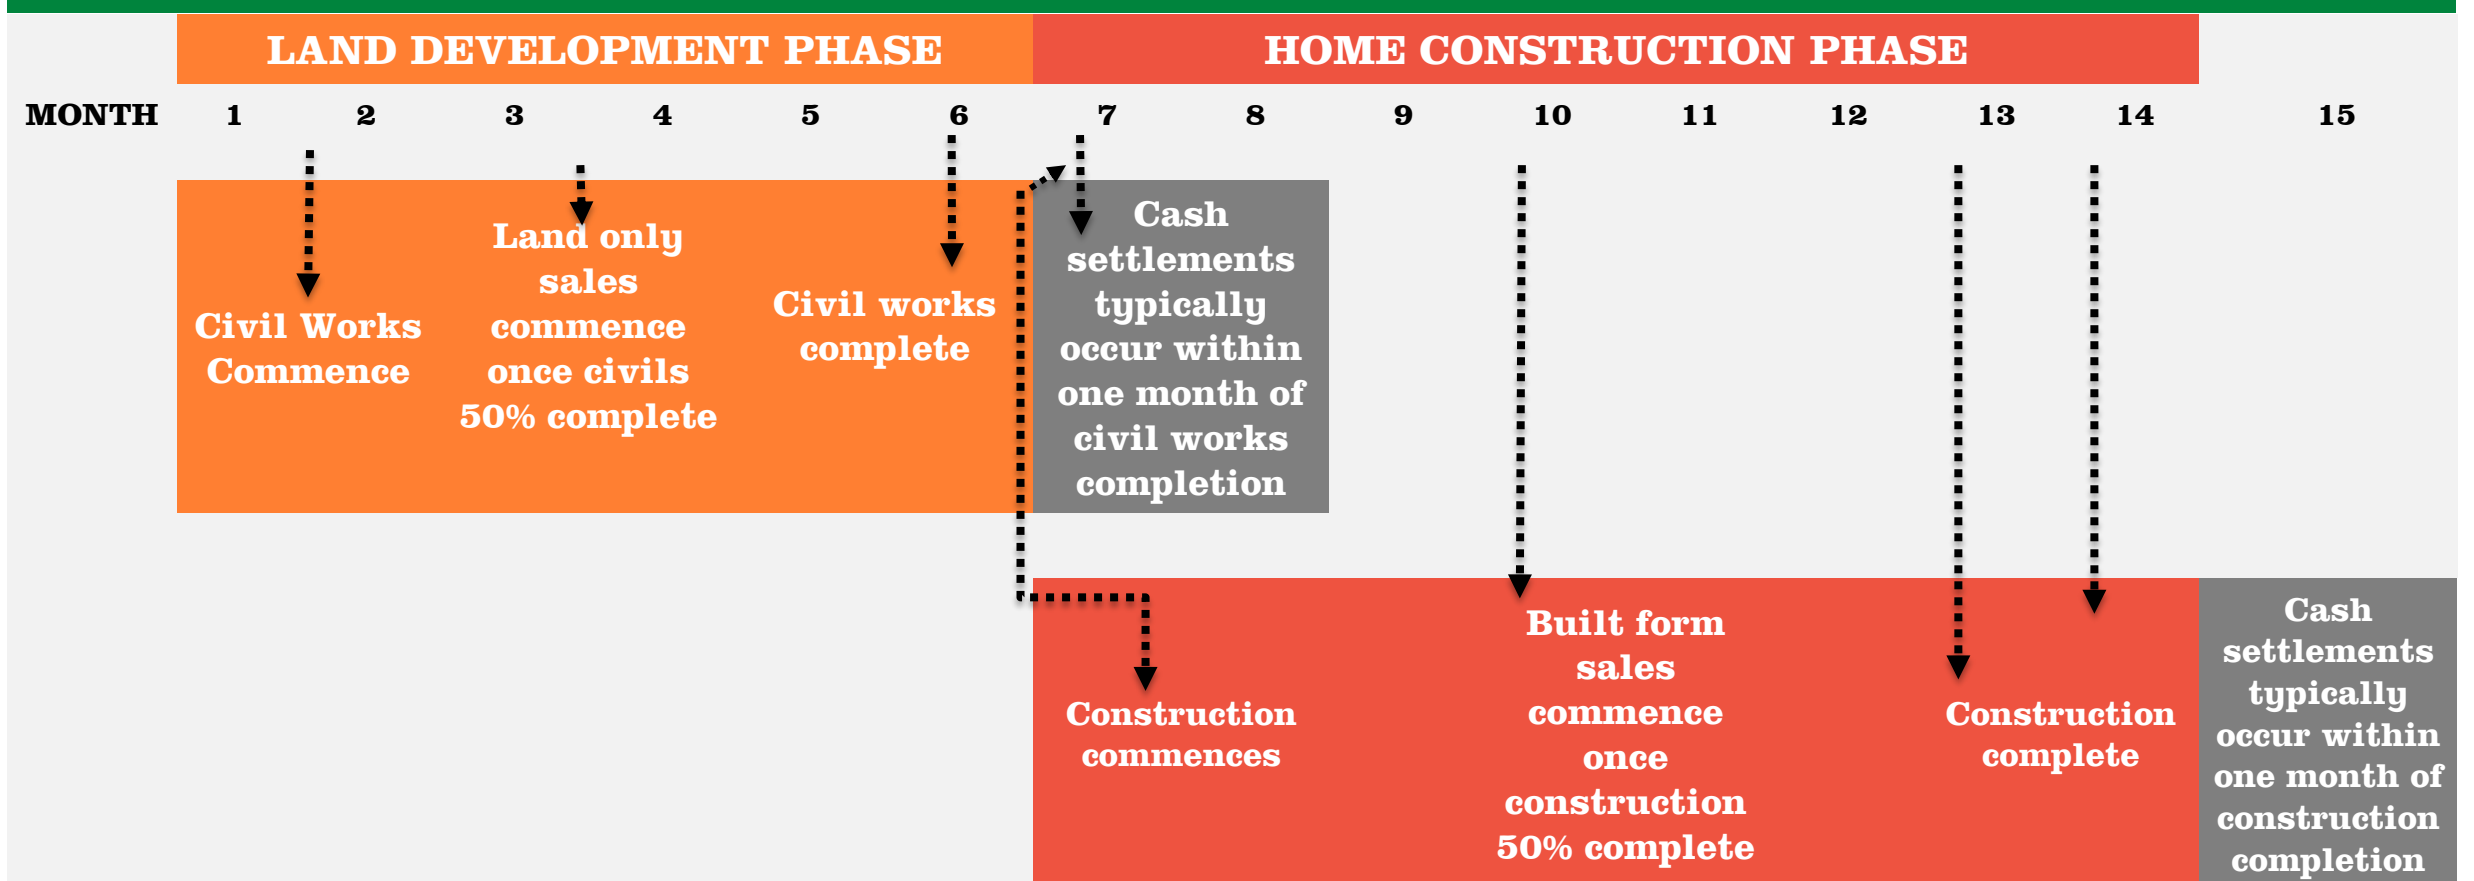 LAND DEVELOPMENT PHASE
HOME CONSTRUCTION PHASE
MONTH 1 2 3 4 5 6 7 8 9 10 11 12 13 14 15
Civil Works
Commence
Land only
sales
commence
once civils
50% complete
Civil works
complete
Cash
settlements
typically
occur within
one month of
civil works
completion
Construction
commences
Built form
sales
commence
once
construction
50% complete
Construction
complete
Cash
settlements
typically
occur within
one month of
construction
completion